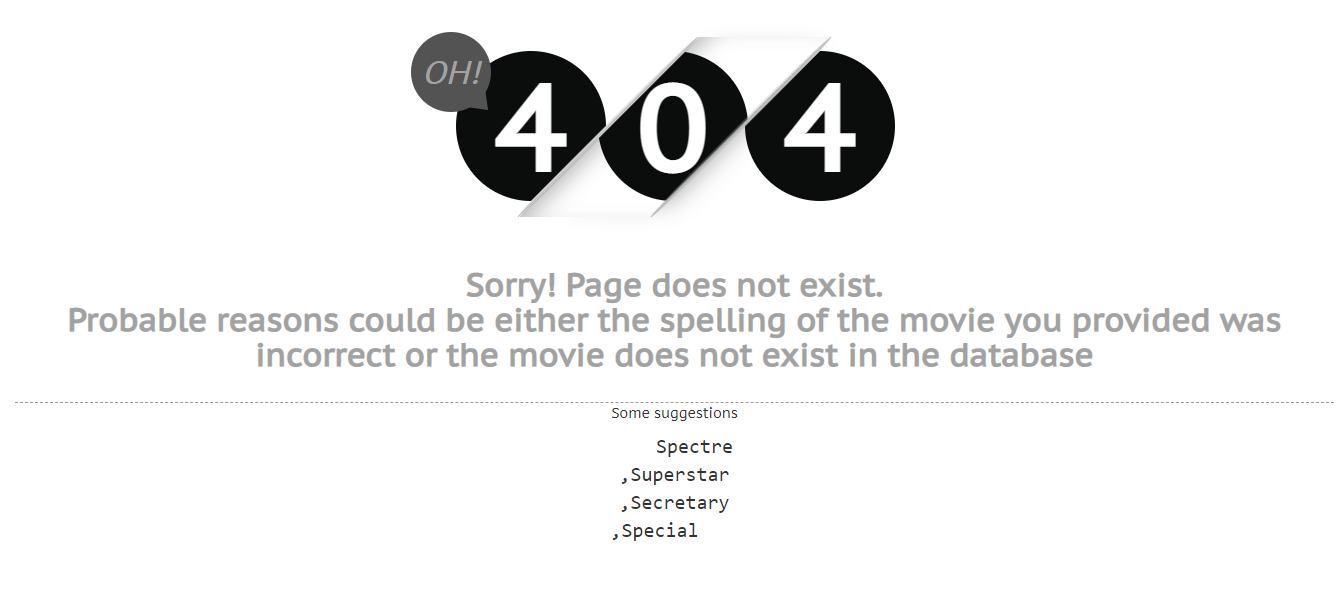 OH!
404
Sorry! Page does not exist.
Probable reasons could be either the spelling of the movie you provided was
incorrect or the movie does not exist in the database
Some suggestions
Spectre
,Superstar
,Secretary
,Special